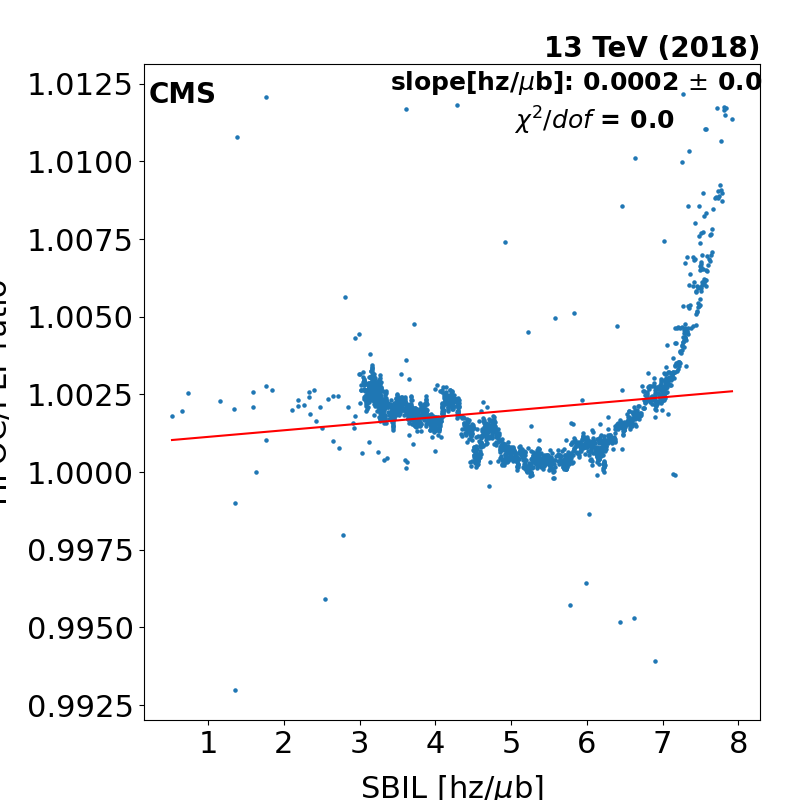 13 TeV (2018)
CMS
slope[hz/μb]: 0.0002 ± 0.0
χ²/dof = 0.0
1.0125
1.0100
1.0075
1.0050
1.0025
1.0000
0.9975
0.9950
0.9925
1 2 3 4 5 6 7 8
SBIL [hz/μb]